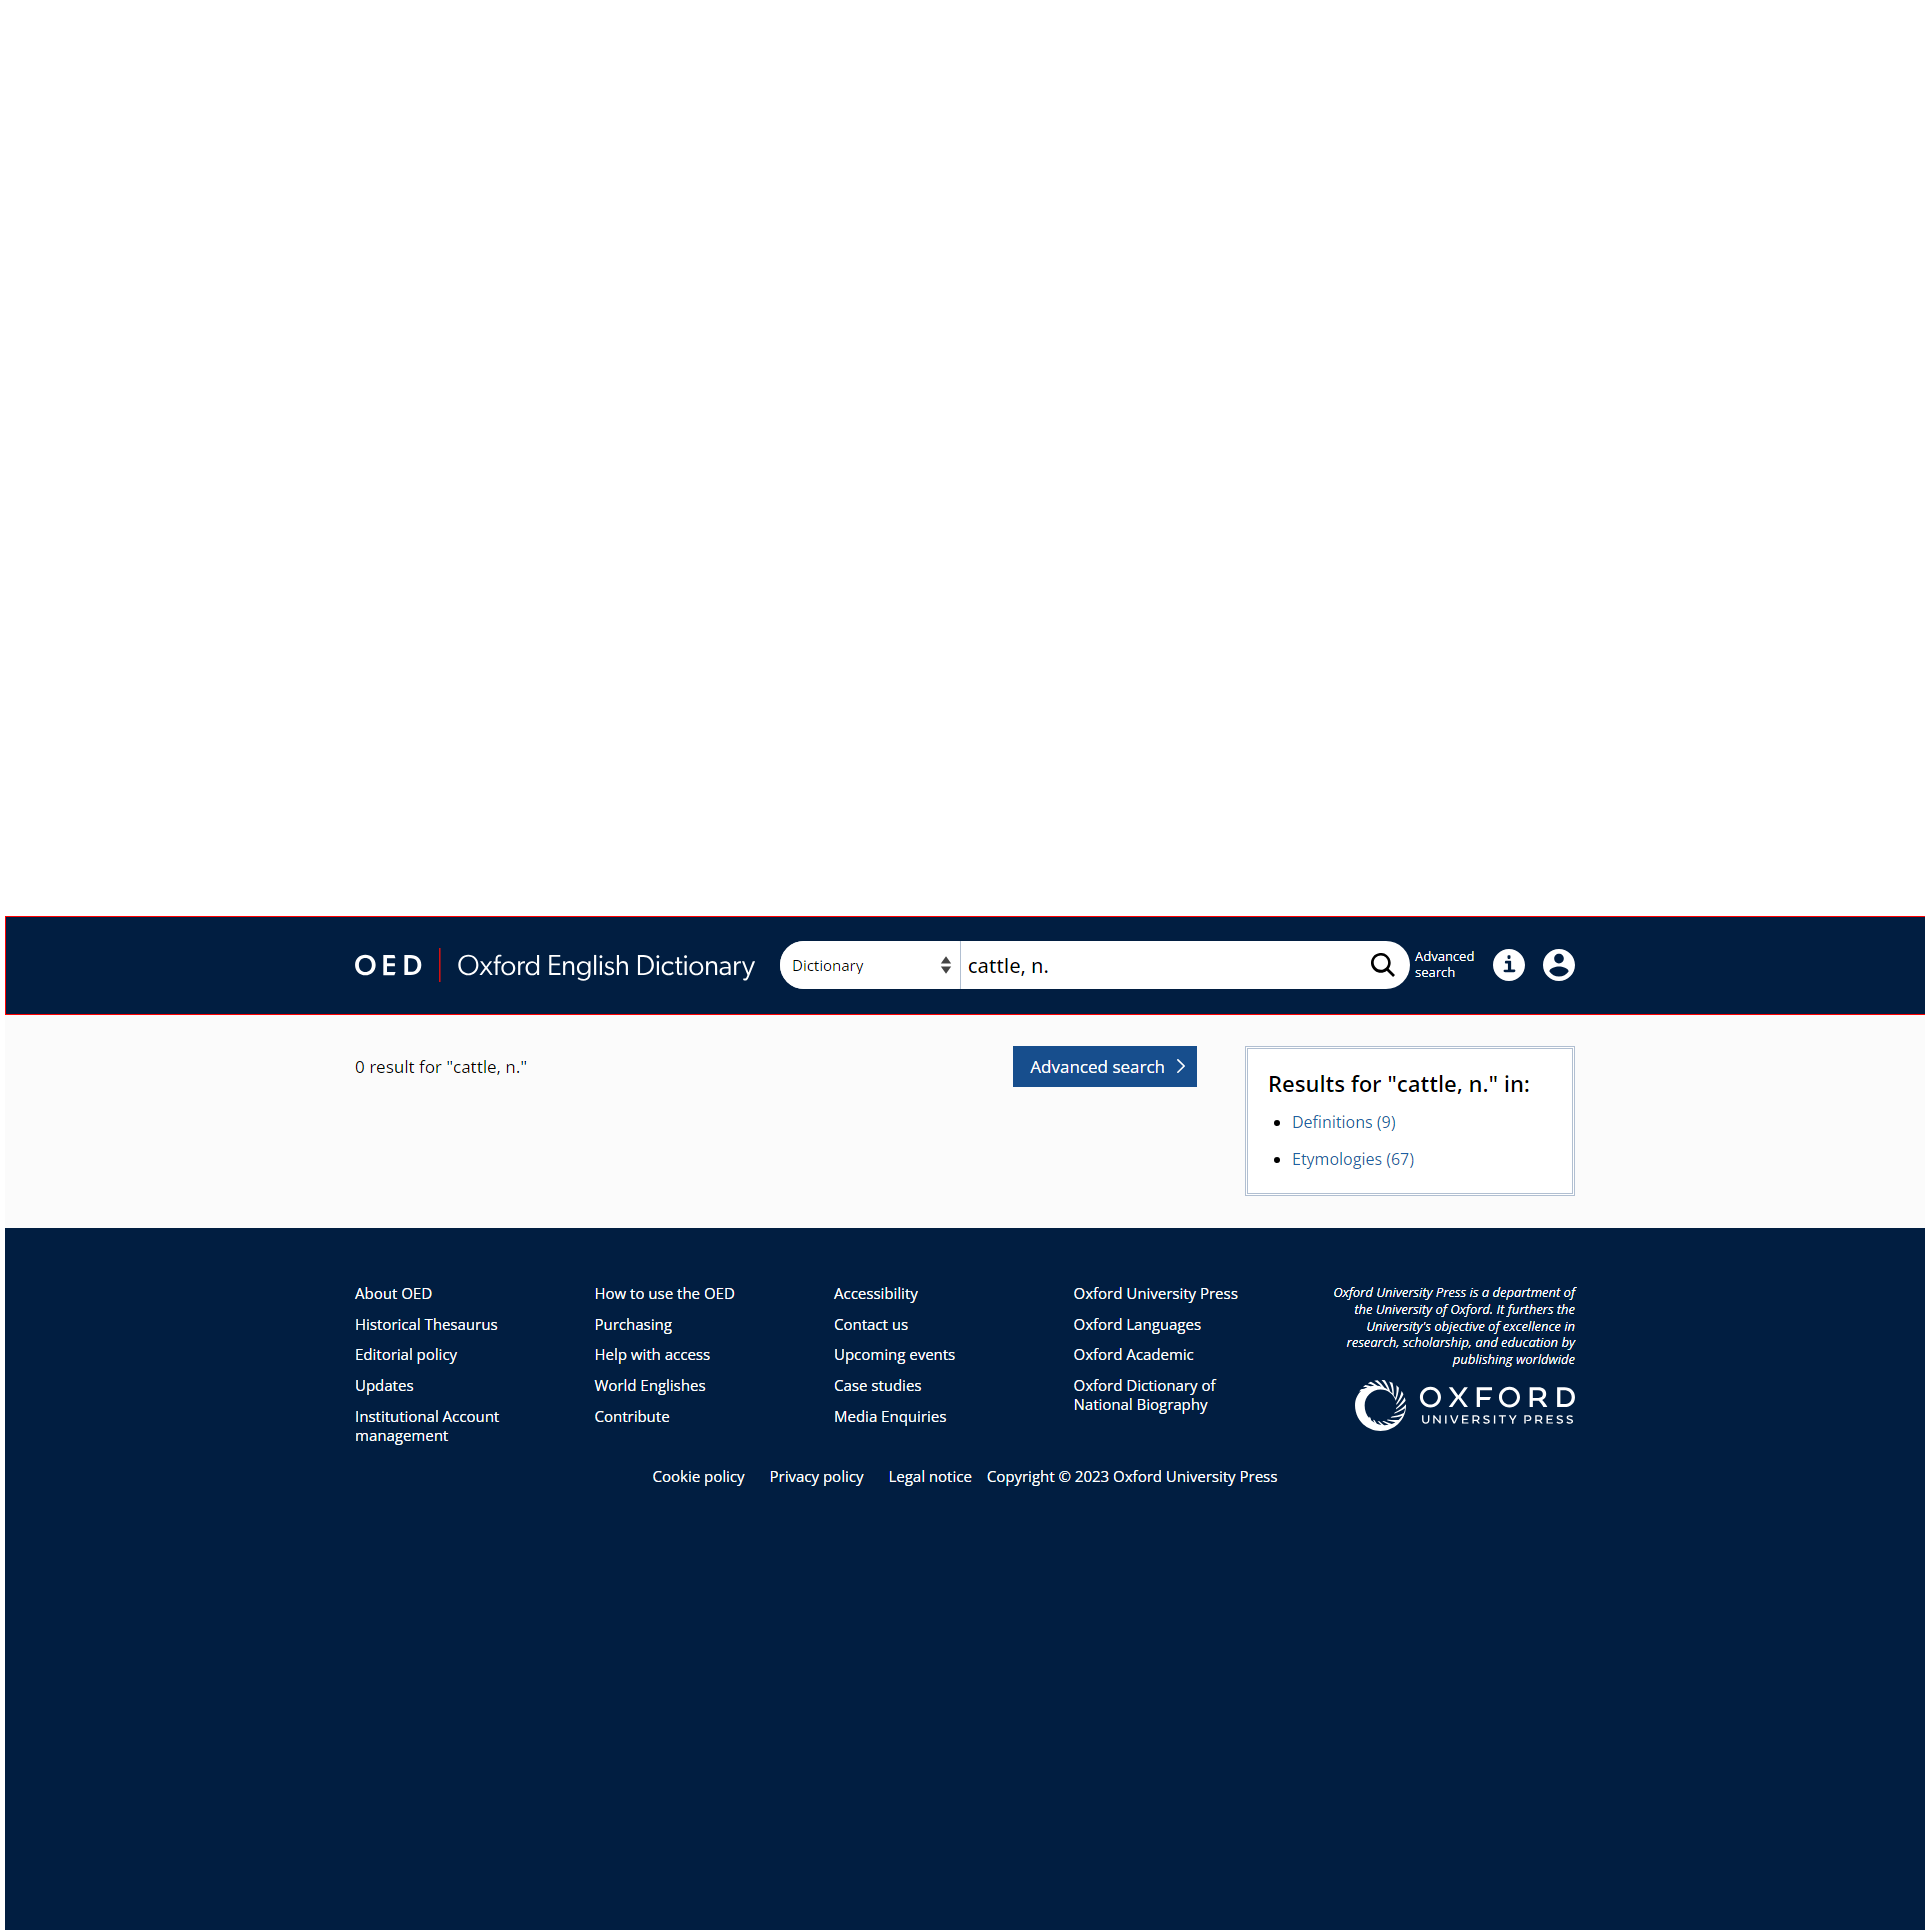 OED Oxford English Dictionary
Dictionary
cattle, n.
Advanced
search
0 result for "cattle, n."
Advanced search
Results for "cattle, n." in:
Definitions (9)
Etymologies (67)
About OED
Historical Thesaurus
Editorial policy
Updates
Institutional Account
management
How to use the OED
Purchasing
Help with access
World Englishes
Contribute
Accessibility
Contact us
Upcoming events
Case studies
Media Enquiries
Oxford University Press
Oxford Languages
Oxford Academic
Oxford Dictionary of
National Biography
Oxford University Press is a department of
the University of Oxford. It furthers the
University's objective of excellence in
research, scholarship, and education by
publishing worldwide
OXFORD
UNIVERSITY PRESS
Cookie policy Privacy policy Legal notice Copyright © 2023 Oxford University Press